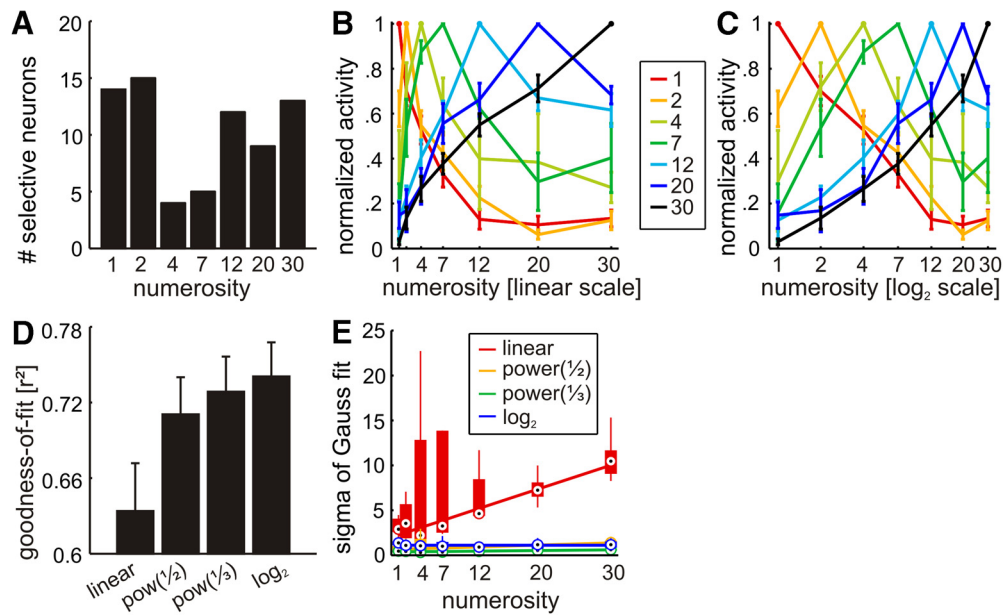 A
# selective neurons
20
15
10
5
0
1 2 4 7 12 20 30
numerosity
B
normalized activity
1
.8
.6
.4
.2
0
1 4 7 12 20 30
numerosity [linear scale]
1
2
4
7
12
20
30
C
normalized activity
1
.8
.6
.4
.2
0
1 2 4 7 12 20 30
numerosity [log₂ scale]
D
goodness-of-fit [r²]
0.78
0.72
0.66
0.6
linear pow(½) pow(⅓) log₂
E
sigma of Gauss fit
25
20
15
10
5
0
linear
power(½)
power(⅓)
log₂
1 4 7 12 20 30
numerosity